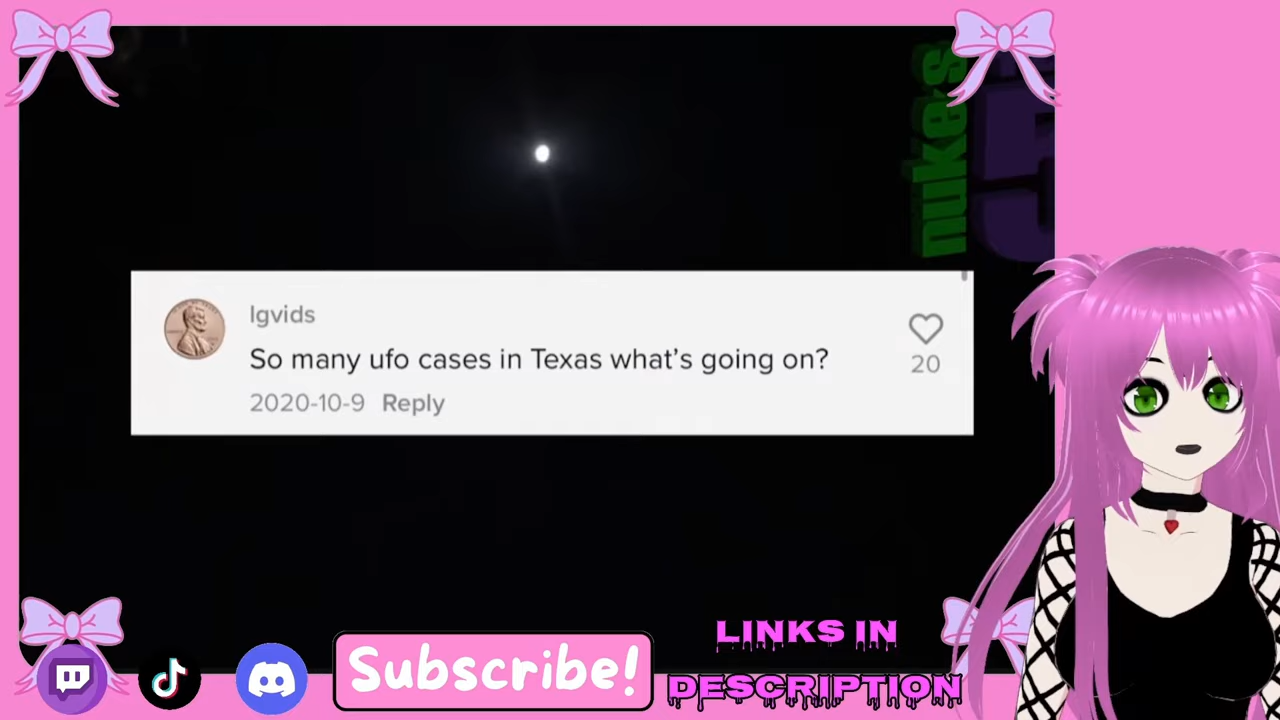 nuke's
5
lgvids
So many ufo cases in Texas what's going on?
20
2020-10-9 Reply
Subscribe!
LINKS IN
DESCRIPTION